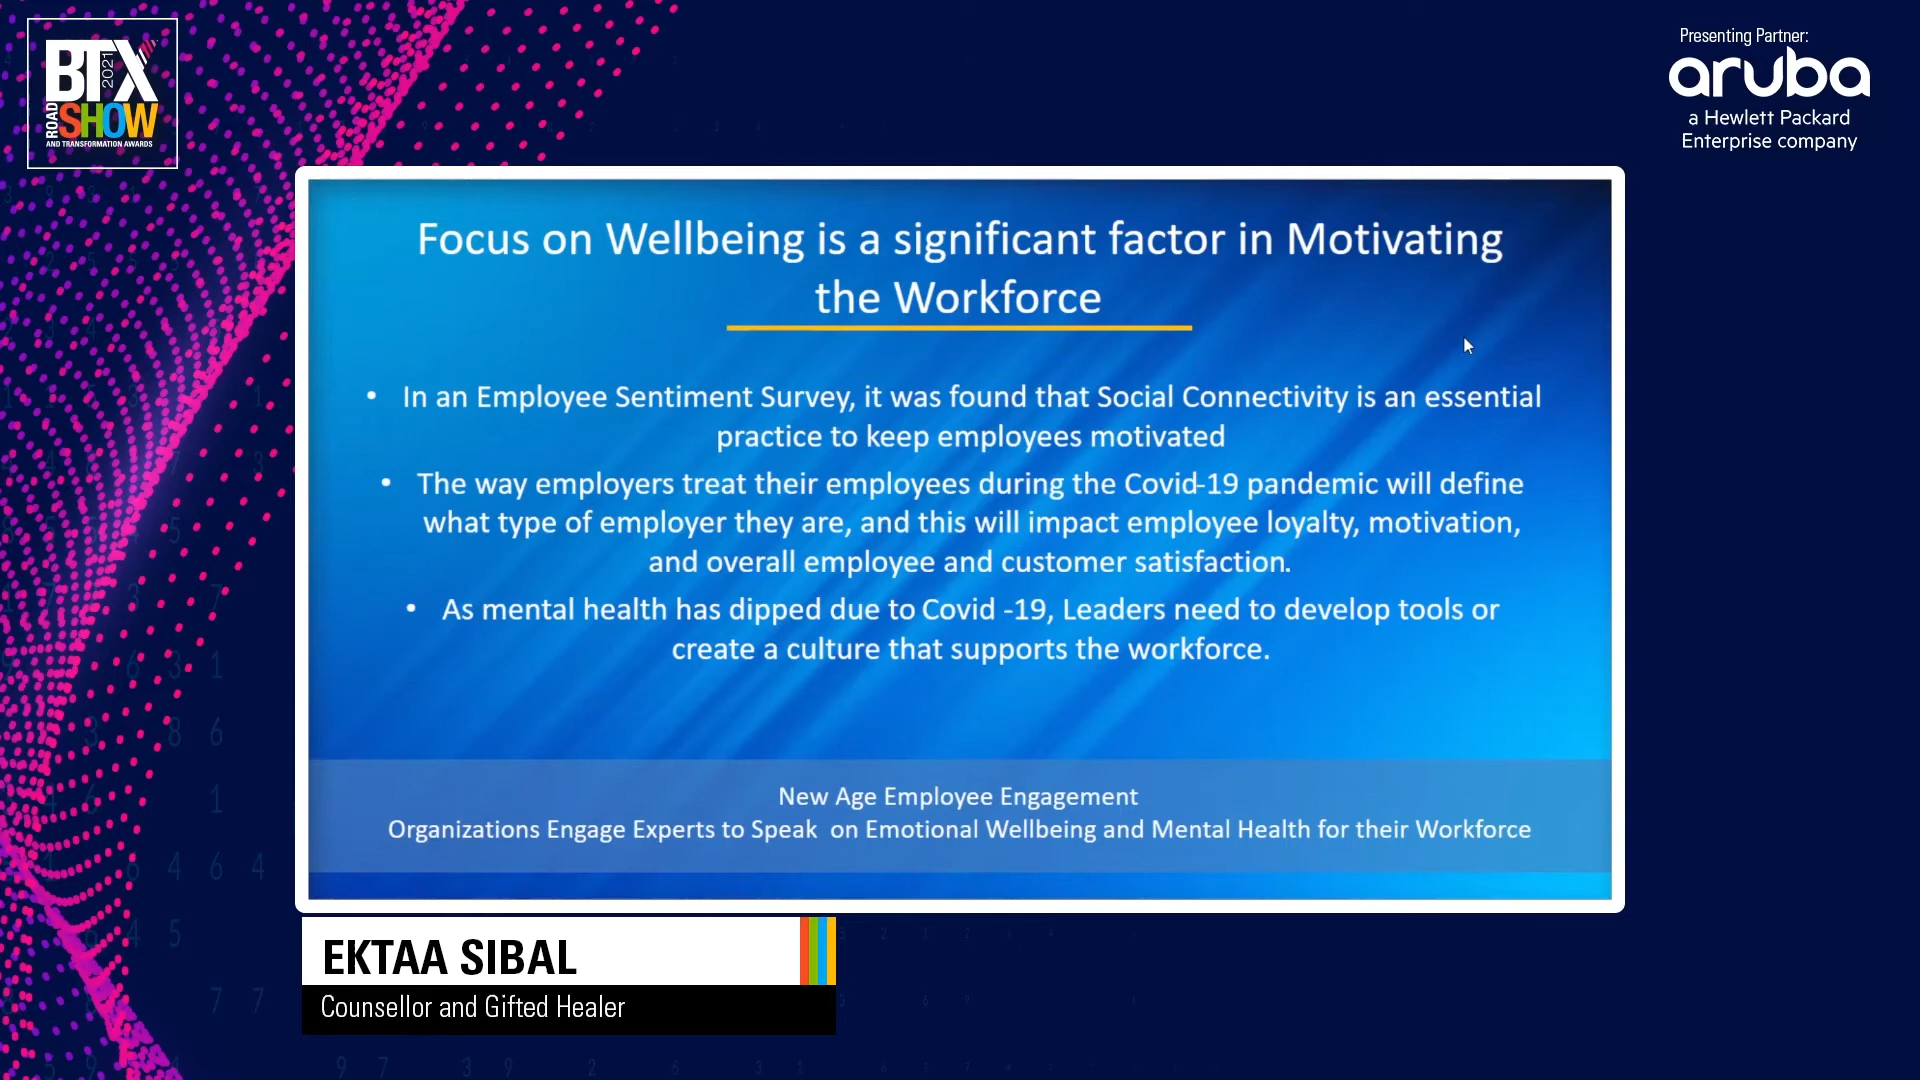 BTX 2021
ROAD SHOW
AND TRANSFORMATION AWARDS
Presenting Partner:
aruba
a Hewlett Packard
Enterprise company
Focus on Wellbeing is a significant factor in Motivating
the Workforce
• In an Employee Sentiment Survey, it was found that Social Connectivity is an essential
practice to keep employees motivated
• The way employers treat their employees during the Covid-19 pandemic will define
what type of employer they are, and this will impact employee loyalty, motivation,
and overall employee and customer satisfaction.
• As mental health has dipped due to Covid -19, Leaders need to develop tools or
create a culture that supports the workforce.
New Age Employee Engagement
Organizations Engage Experts to Speak  on Emotional Wellbeing and Mental Health for their Workforce
EKTAA SIBAL
Counsellor and Gifted Healer